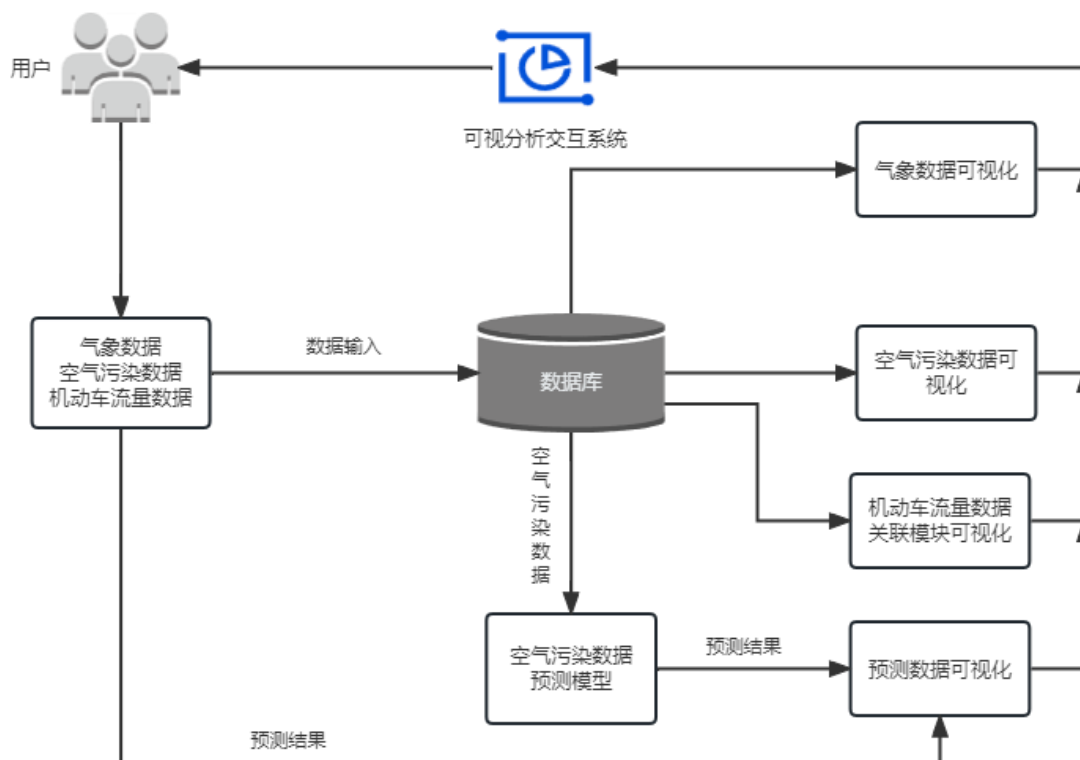 用户
可视分析交互系统
气象数据可视化
气象数据
空气污染数据
机动车流量数据
数据输入
数据库
空气污染数据可
视化
空
气
污
染
数
据
机动车流量数据
关联模块可视化
空气污染数据
预测模型
预测结果
预测数据可视化
预测结果